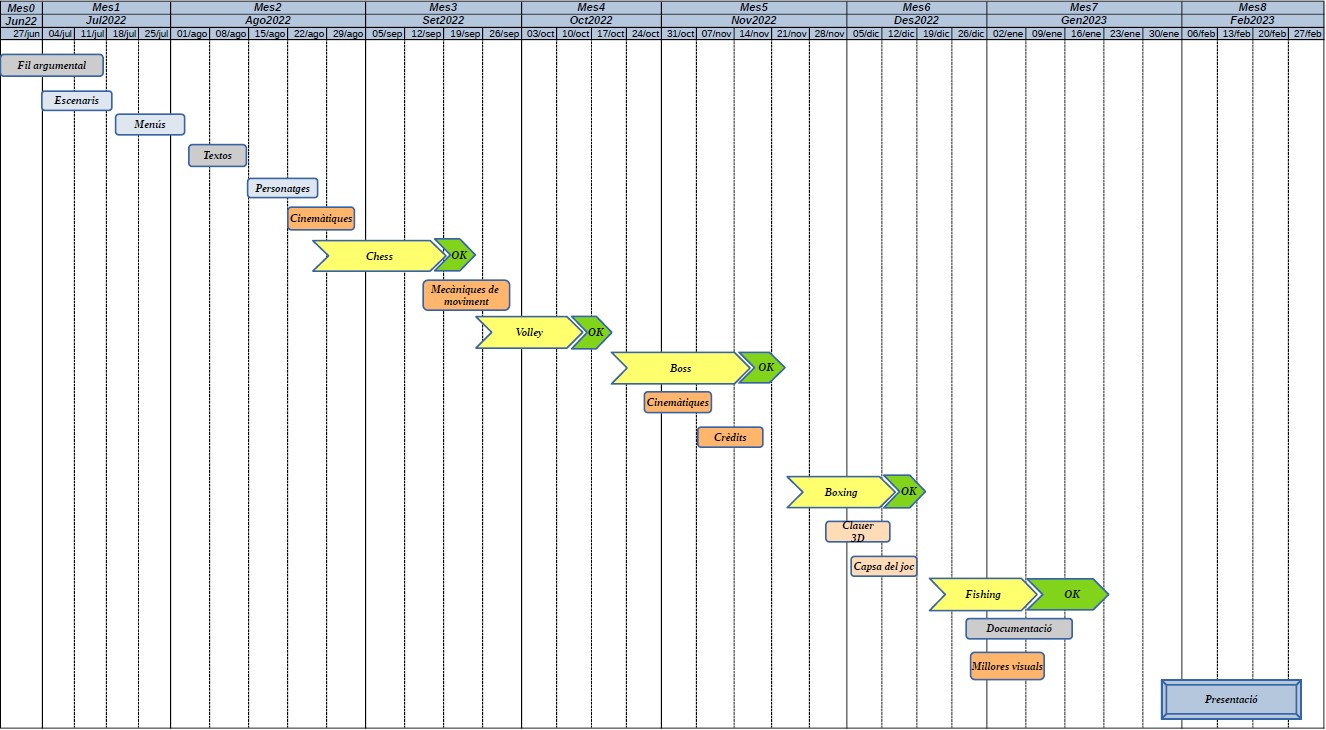 Mes0 Mes1 Mes2 Mes3 Mes4 Mes5 Mes6 Mes7 Mes8
Jun22 Jul2022 Ago2022 Set2022 Oct2022 Nov2022 Des2022 Gen2023 Feb2023
27/jun 04/jul 11/jul 18/jul 25/jul 01/ago 08/ago 15/ago 22/ago 29/ago 05/sep 12/sep 19/sep 26/sep 03/oct 10/oct 17/oct 24/oct 31/oct 07/nov 14/nov 21/nov 28/nov 05/dic 12/dic 19/dic 26/dic 02/ene 09/ene 16/ene 23/ene 30/ene 06/feb 13/feb 20/feb 27/feb
Fil argumental
Escenaris
Menús
Textos
Personatges
Cinemàtiques
Chess OK
Mecàniques de
moviment
Volley OK
Boss OK
Cinemàtiques
Crèdits
Boxing OK
Clauer
3D
Capsa del joc
Fishing OK
Documentació
Millores visuals
Presentació